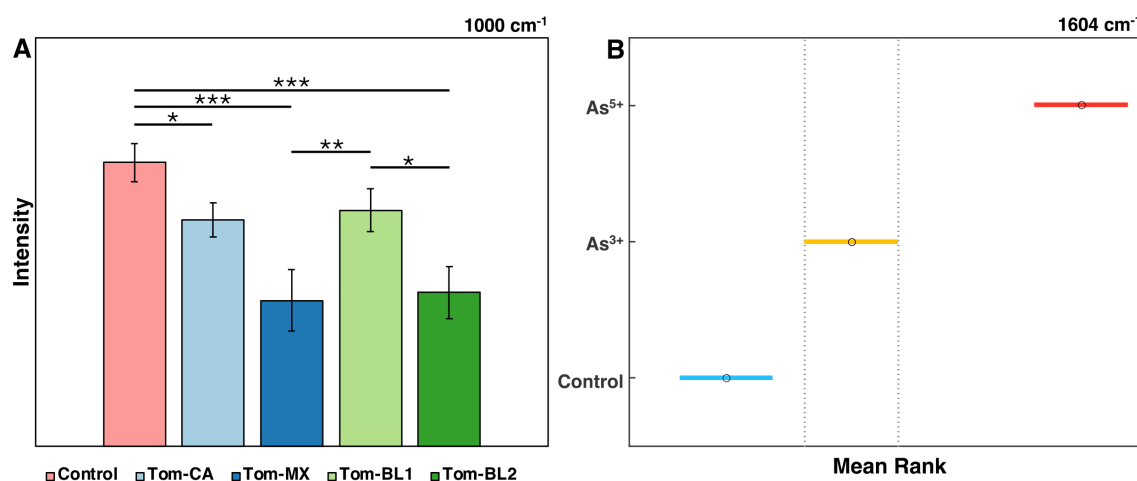 A
1000 cm⁻¹
***
***
*
**
*
Intensity
Control Tom-CA Tom-MX Tom-BL1 Tom-BL2
B
1604 cm⁻¹
As⁵⁺
As³⁺
Control
Mean Rank